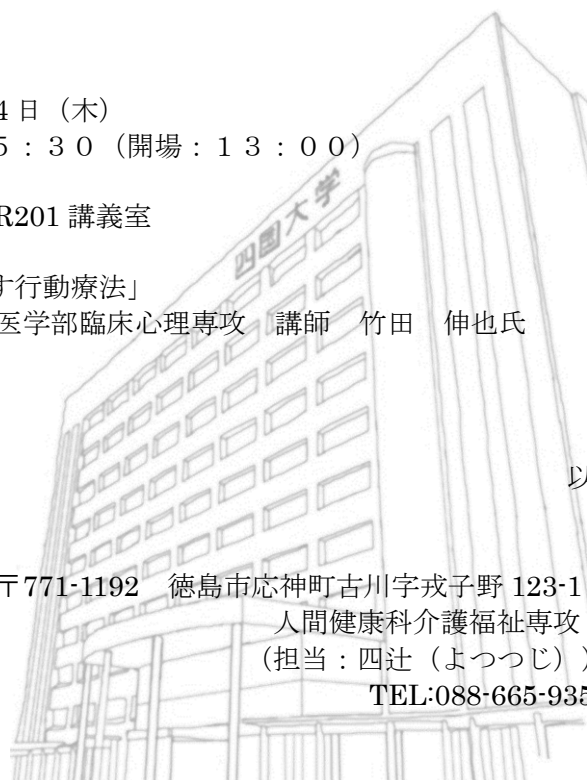 4日（木）
5：３０（開場：１３：００）
R201 講義室
四国大学
す行動療法」
医学部臨床心理専攻　講師　竹田　伸也氏
以
〒771-1192　徳島市応神町古川字戎子野 123-1
人間健康科介護福祉専攻
（担当：四辻（よつつじ））
TEL:088-665-935